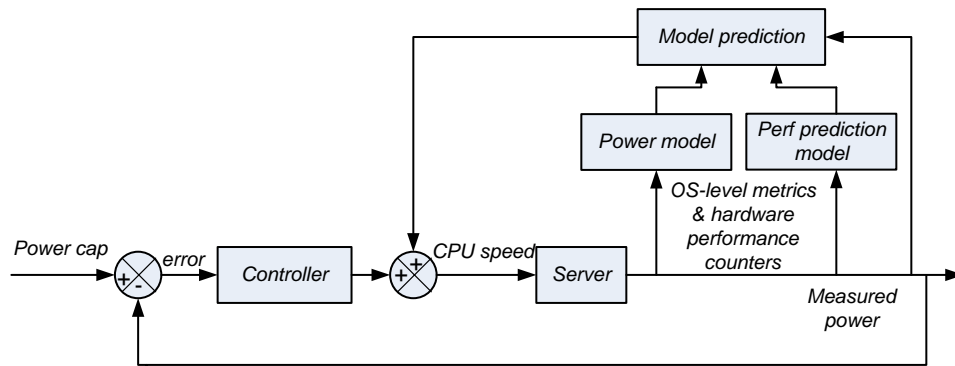 Model prediction
Power model
Perf prediction
model
OS-level metrics
& hardware
performance
counters
Power cap
+
-
error
Controller
+
+
CPU speed
Server
Measured
power